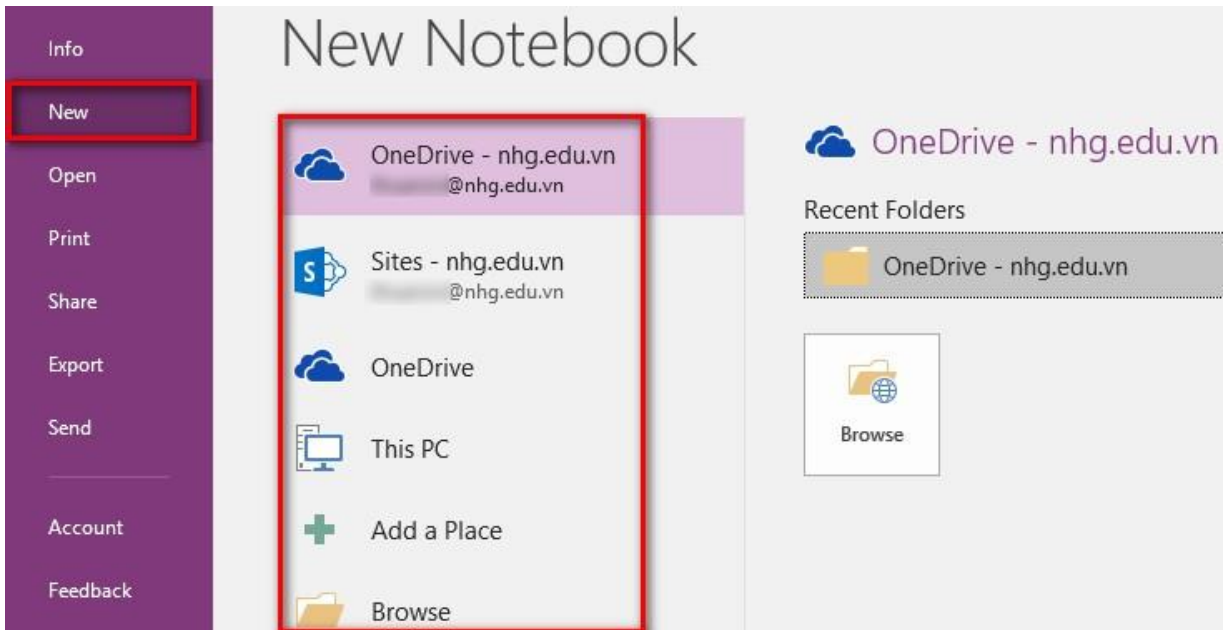 Info
New
Open
Print
Share
Export
Send
Account
Feedback
New Notebook
OneDrive - nhg.edu.vn
@nhg.edu.vn
Sites - nhg.edu.vn
@nhg.edu.vn
OneDrive
This PC
Add a Place
Browse
OneDrive - nhg.edu.vn
Recent Folders
OneDrive - nhg.edu.vn
Browse